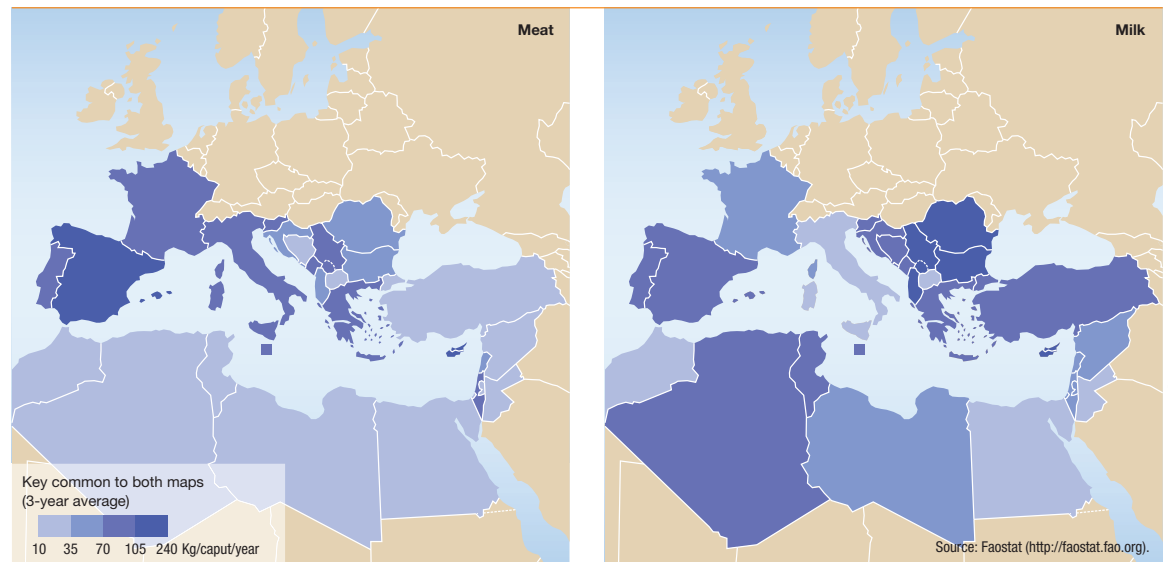 Meat
Milk
Key common to both maps
(3-year average)
10 35 70 105 240 Kg/caput/year
Source: Faostat (http://faostat.fao.org).